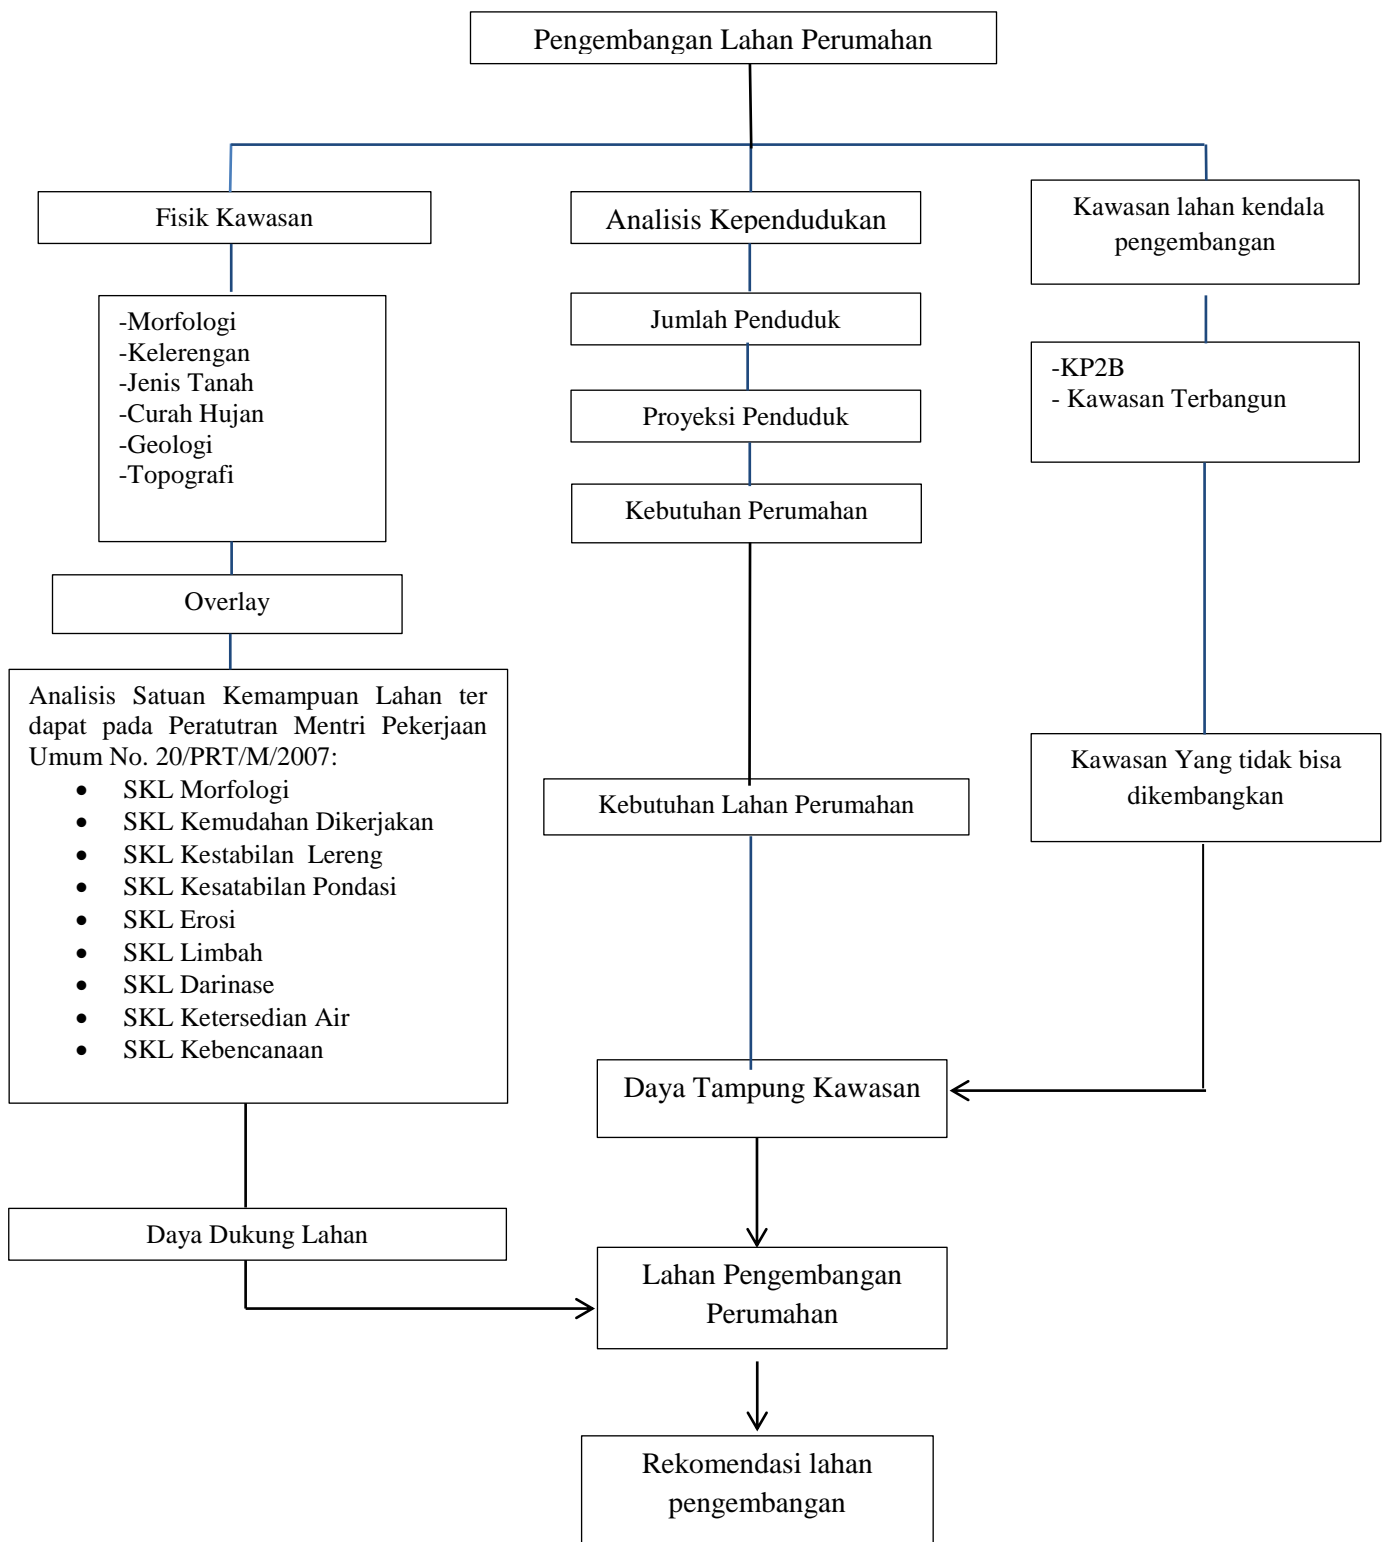 Pengembangan Lahan Perumahan
Fisik Kawasan
Analisis Kependudukan
Kawasan lahan kendala
pengembangan
-Morfologi
-Kelerengan
-Jenis Tanah
-Curah Hujan
-Geologi
-Topografi
Jumlah Penduduk
-KP2B
- Kawasan Terbangun
Proyeksi Penduduk
Kebutuhan Perumahan
Overlay
Analisis Satuan Kemampuan Lahan ter
dapat pada Peratutran Mentri Pekerjaan
Umum No. 20/PRT/M/2007:
• SKL Morfologi
• SKL Kemudahan Dikerjakan
• SKL Kestabilan Lereng
• SKL Kesatabilan Pondasi
• SKL Erosi
• SKL Limbah
• SKL Darinase
• SKL Ketersedian Air
• SKL Kebencanaan
Kebutuhan Lahan Perumahan
Kawasan Yang tidak bisa
dikembangkan
Daya Tampung Kawasan
Daya Dukung Lahan
Lahan Pengembangan
Perumahan
Rekomendasi lahan
pengembangan